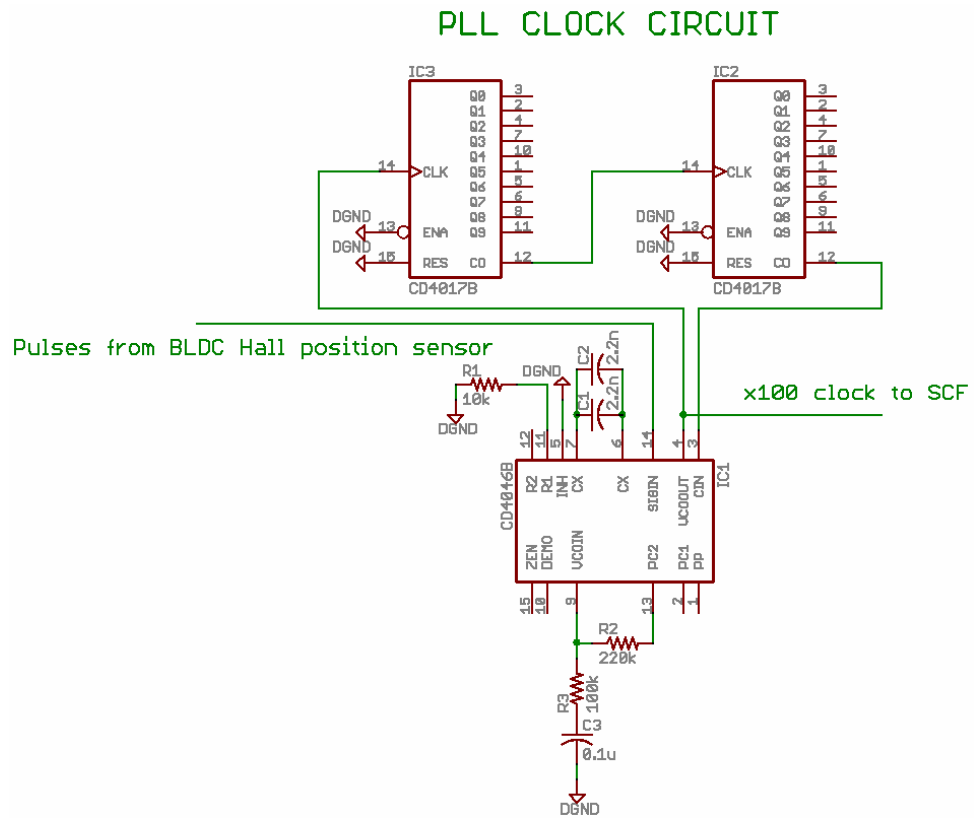 PLL CLOCK CIRCUIT
IC3
IC2
Q0 3
Q1 2
Q2 4
Q3 7
Q4 10
14 CLK Q5 1
Q6 5
Q7 6
Q8 9
DGND 13 ENA Q9 11
DGND 15 RES CO 12
CD4017B
Q0 3
Q1 2
Q2 4
Q3 7
Q4 10
14 CLK Q5 1
Q6 5
Q7 6
Q8 9
DGND 13 ENA Q9 11
DGND 15 RES CO 12
CD4017B
Pulses from BLDC Hall position sensor
R1
10k
DGND
DGND
C2
2.2n
C1
2.2n
x100 clock to SCF
12 11 5 7 6 14 4 3
CD4046B
R2 R1 INH CX CX SIGIN VCOOUT CIN
IC1
ZEN DEMO VCOIN PC2 PC1 PP
15 10 9 13 2 1
R2
220k
R3
100k
C3
0.1u
DGND